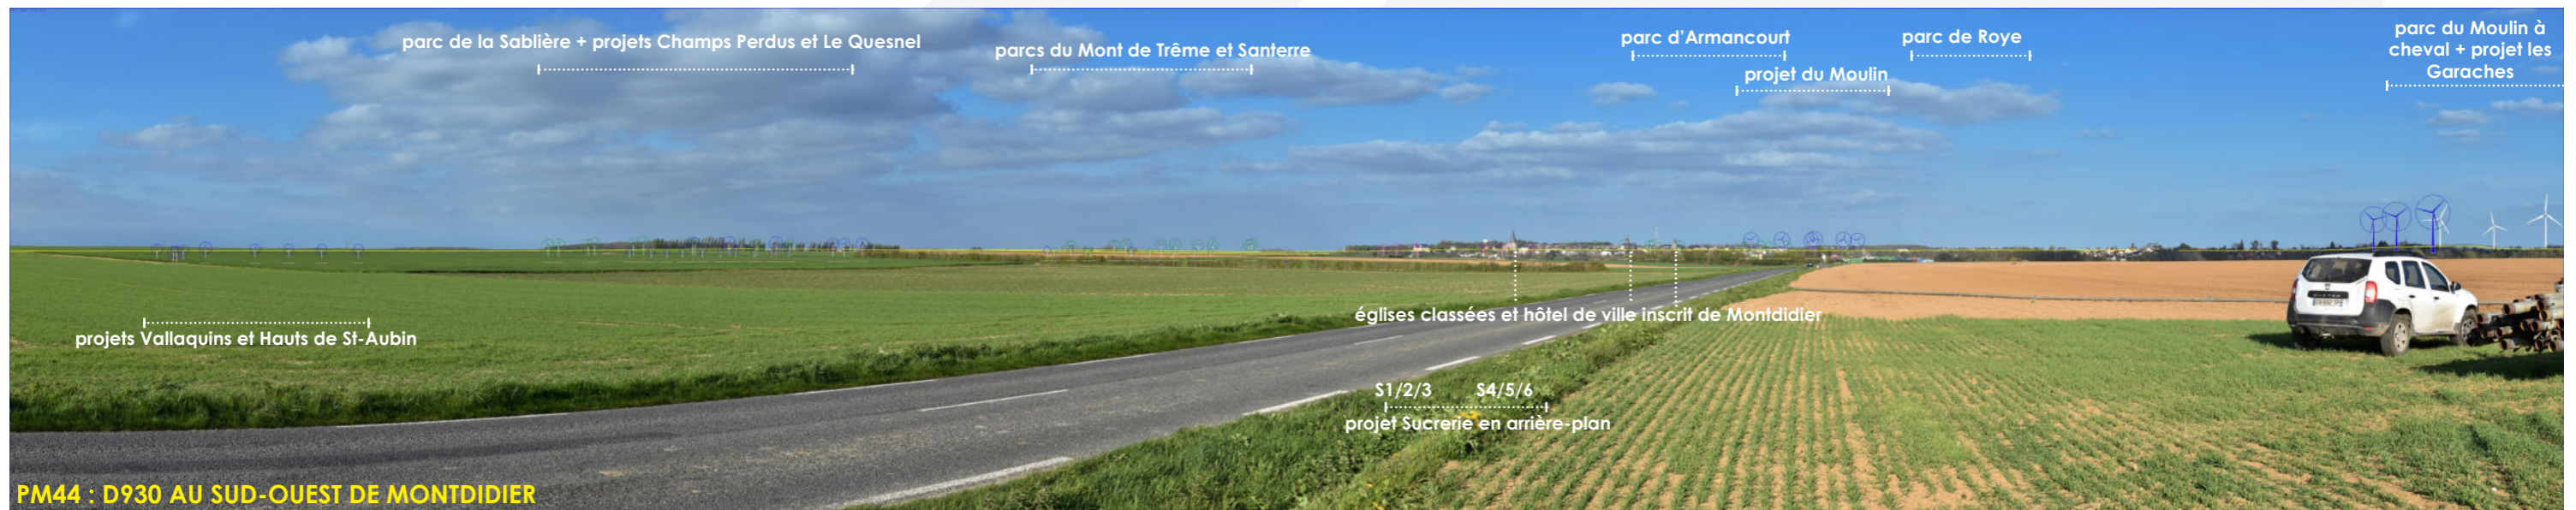 parc de la Sablière + projets Champs Perdus et Le Quesnel
parcs du Mont de Trême et Santerre
parc d'Armancourt
projet du Moulin
parc de Roye
parc du Moulin à
cheval + projet les
Garaches
projets Vallaquins et Hauts de St-Aubin
églises classées et hôtel de ville inscrit de Montdidier
S1/2/3 S4/5/6
projet Sucrerie en arrière-plan
PM44 : D930 AU SUD-OUEST DE MONTDIDIER